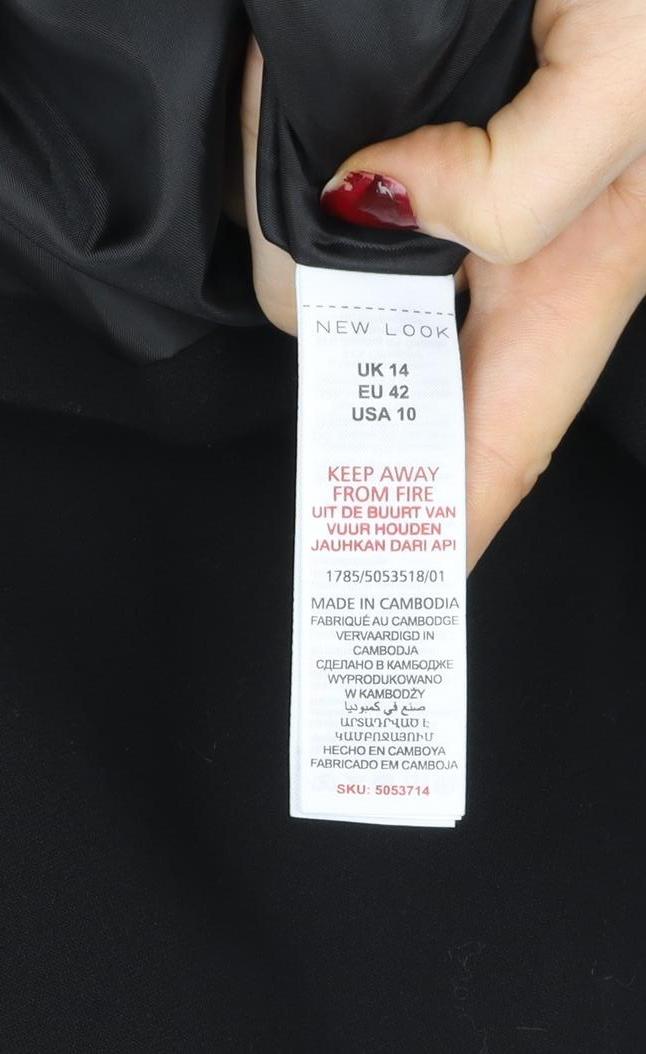 NEW LOOK
UK 14
EU 42
USA 10
KEEP AWAY
FROM FIRE
UIT DE BUURT VAN
VUUR HOUDEN
JAUHKAN DARI API
1785/5053518/01
MADE IN CAMBODIA
FABRIQUÉ AU CAMBODGE
VERVAARDIGD IN
CAMBODJA
СДЕЛАНО В КАМБОДЖЕ
WYPRODUKOWANO
W KAMBODŻY
صنع في كمبوديا
ԱՐՏԱԴՐՎԱԾ Է
ԿԱՄԲՈՋԱՅՈՒՄ
HECHO EN CAMBOYA
FABRICADO EM CAMBOJA
SKU: 5053714